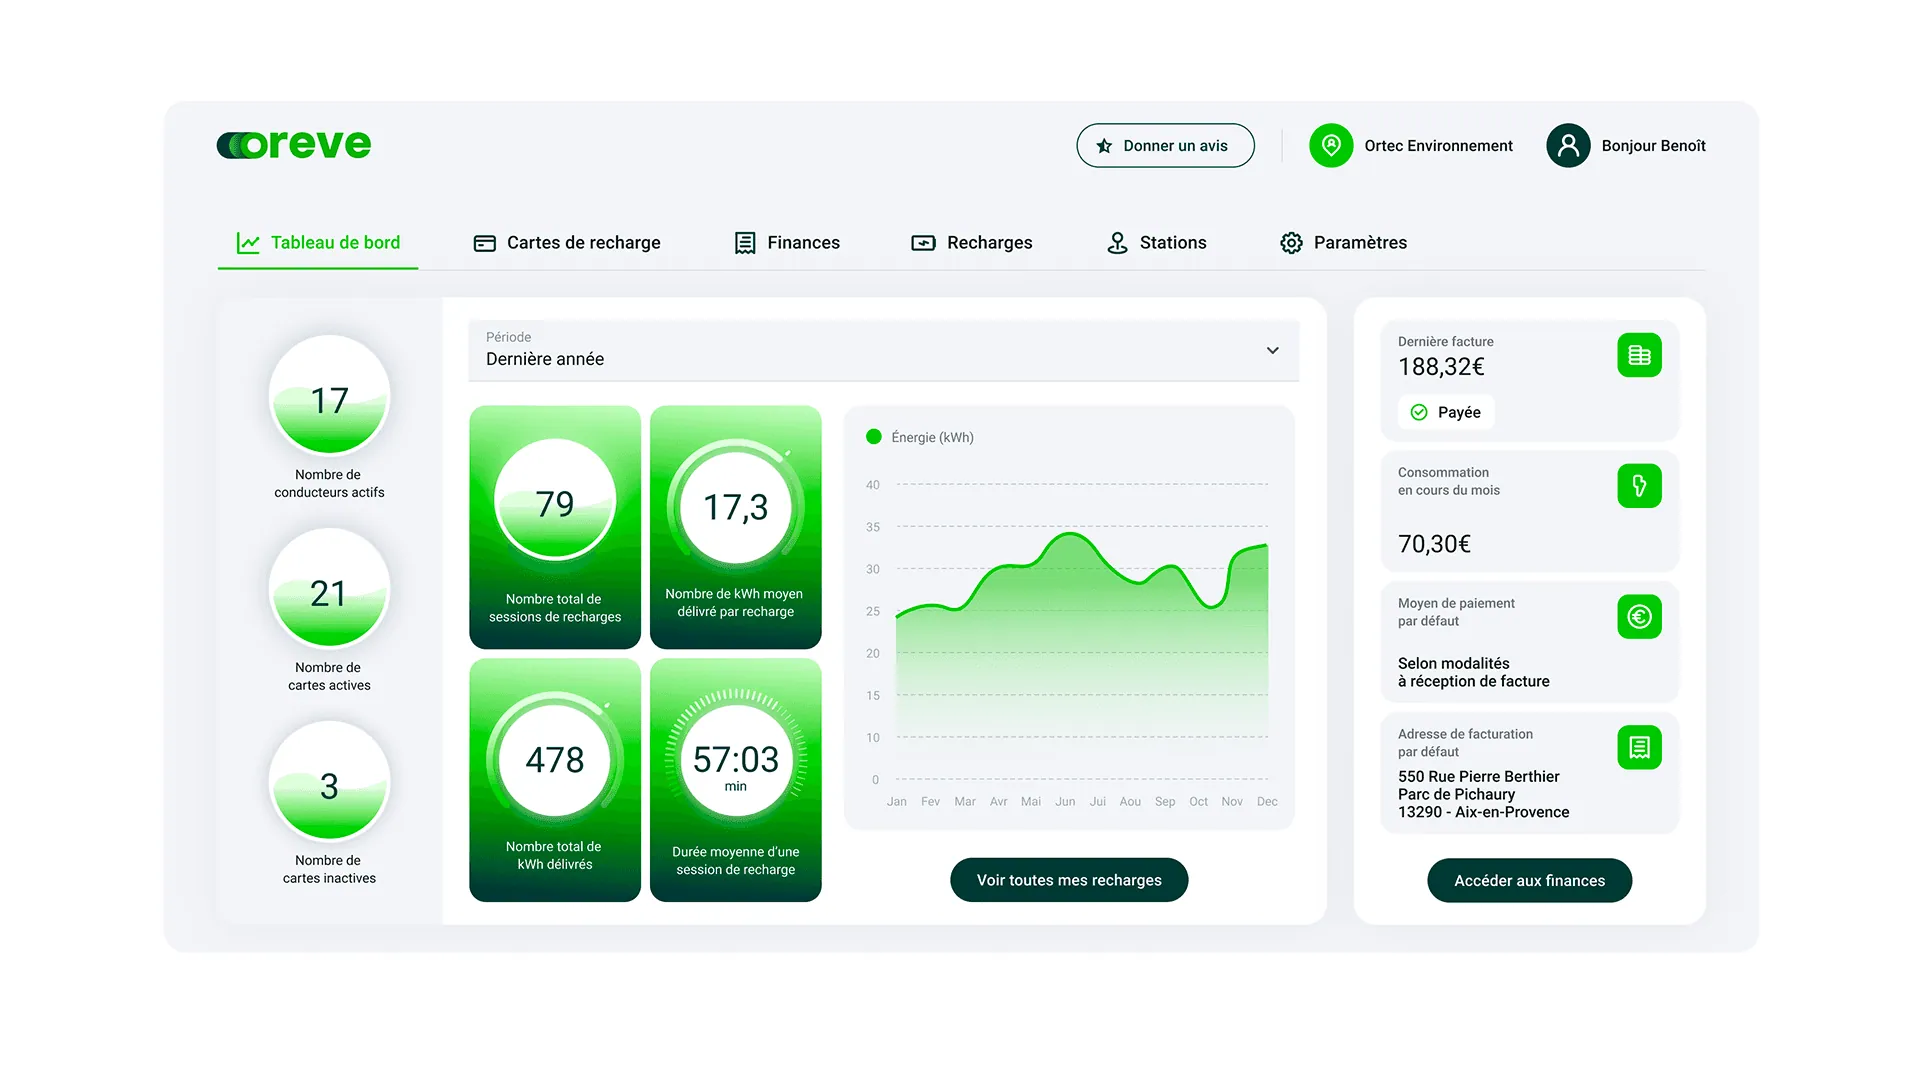 oreve
Donner un avis
Ortec Environnement
Bonjour Benoît
Tableau de bord
Cartes de recharge
Finances
Recharges
Stations
Paramètres
17
Nombre de
conducteurs actifs
21
Nombre de
cartes actives
3
Nombre de
cartes inactives
Période
Dernière année
79
Nombre total de
sessions de recharges
17,3
Nombre de kWh moyen
délivré par recharge
478
Nombre total de
kWh délivrés
57:03
min
Durée moyenne d'une
session de recharge
Énergie (kWh)
40
35
30
25
20
15
10
0
Jan Fev Mar Avr Mai Jun Jui Aou Sep Oct Nov Dec
Voir toutes mes recharges
Dernière facture
188,32€
Payée
Consommation
en cours du mois
70,30€
Moyen de paiement
par défaut
Selon modalités
à réception de facture
Adresse de facturation
par défaut
550 Rue Pierre Berthier
Parc de Pichaury
13290 - Aix-en-Provence
Accéder aux finances